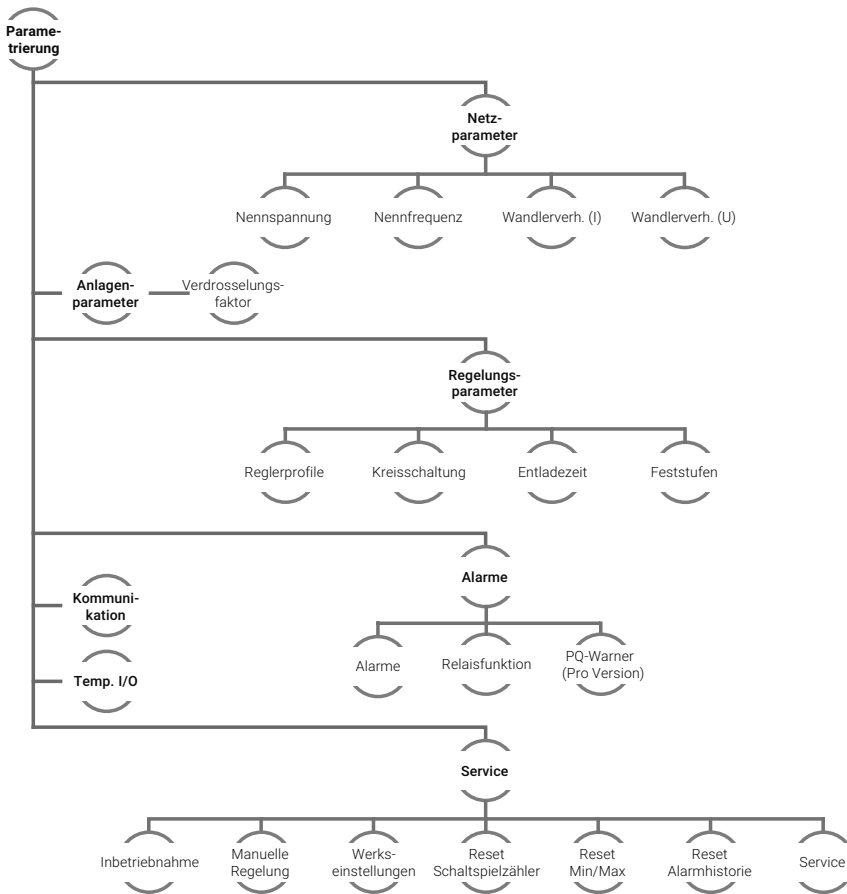 Parame-
trierung
Netz-
parameter
Nennspannung
Nennfrequenz
Wandlerverh. (I)
Wandlerverh. (U)
Anlagen-
parameter
Verdrosselungs-
faktor
Regelungs-
parameter
Reglerprofile
Kreisschaltung
Entladezeit
Feststufen
Alarme
Kommuni-
kation
Alarme
Relaisfunktion
PQ-Warner
(Pro Version)
Temp. I/O
Service
Inbetriebnahme
Manuelle
Regelung
Werks-
einstellungen
Reset
Schaltspielzähler
Reset
Min/Max
Reset
Alarmhistorie
Service